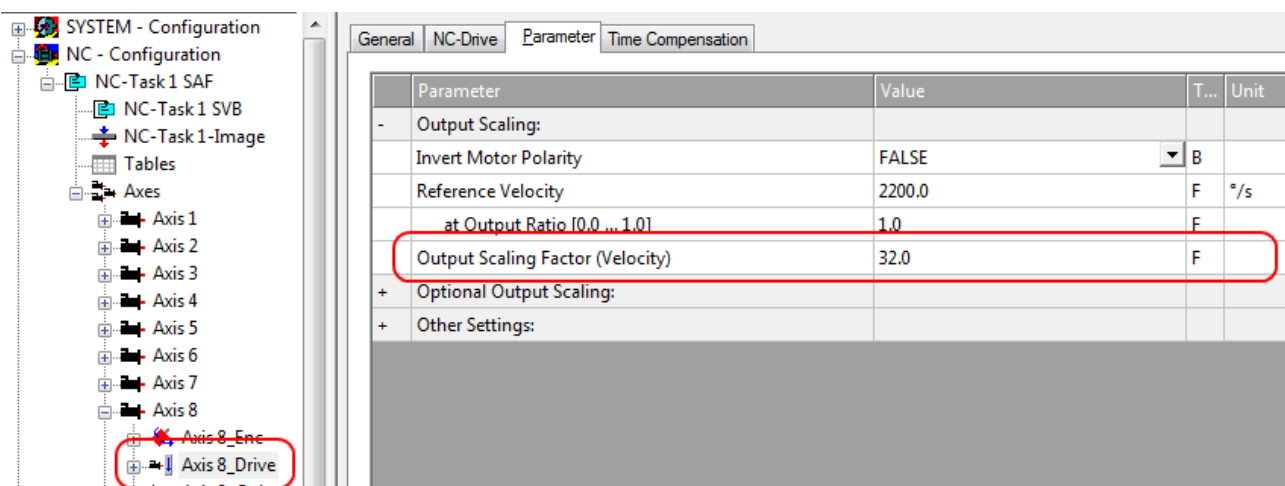 SYSTEM - Configuration
NC - Configuration
NC-Task 1 SAF
NC-Task 1 SVB
NC-Task 1-Image
Tables
Axes
Axis 1
Axis 2
Axis 3
Axis 4
Axis 5
Axis 6
Axis 7
Axis 8
Axis 8_Enc
Axis 8_Drive
General NC-Drive Parameter Time Compensation
Parameter Value T... Unit
- Output Scaling:
Invert Motor Polarity FALSE B
Reference Velocity 2200.0 F °/s
at Output Ratio [0.0 ... 1.0] 1.0 F
Output Scaling Factor (Velocity) 32.0 F
+ Optional Output Scaling:
+ Other Settings: